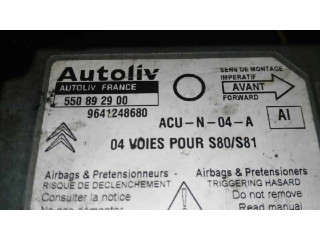 Autoliv
AUTOLIV FRANCE
550 89 29 00
9641248680
SENS DE MONTAGE
IMPERATIF
AVANT
FORWARD
ACU-N-04-A
AI
04 VOIES POUR S80/S81
Airbags & Pretensionneurs
RISQUE DE DECLENCHEMENT
Consulter la notice
Ne pas
Airbags & Pretensioners
TRIGGERING HASARD
Do not remove
Read manual